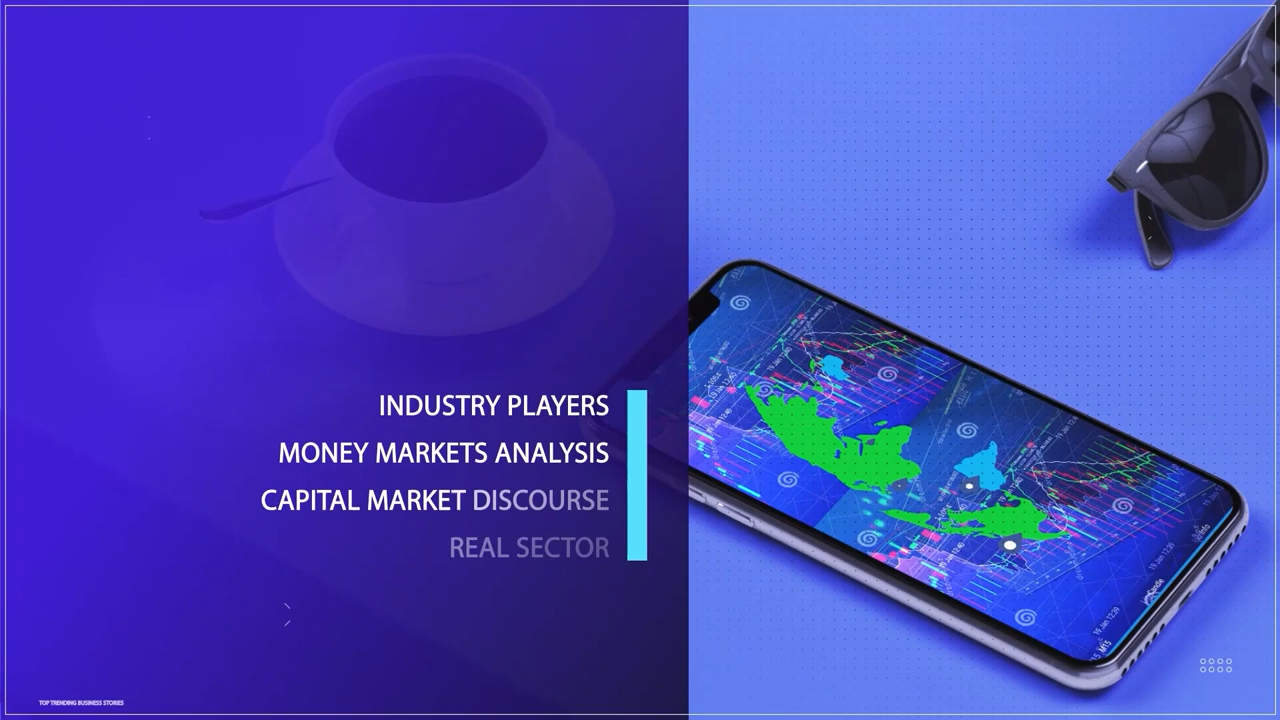 INDUSTRY PLAYERS
MONEY MARKETS ANALYSIS
CAPITAL MARKET DISCOURSE
REAL SECTOR
TOP TRENDING BUSINESS STORIES